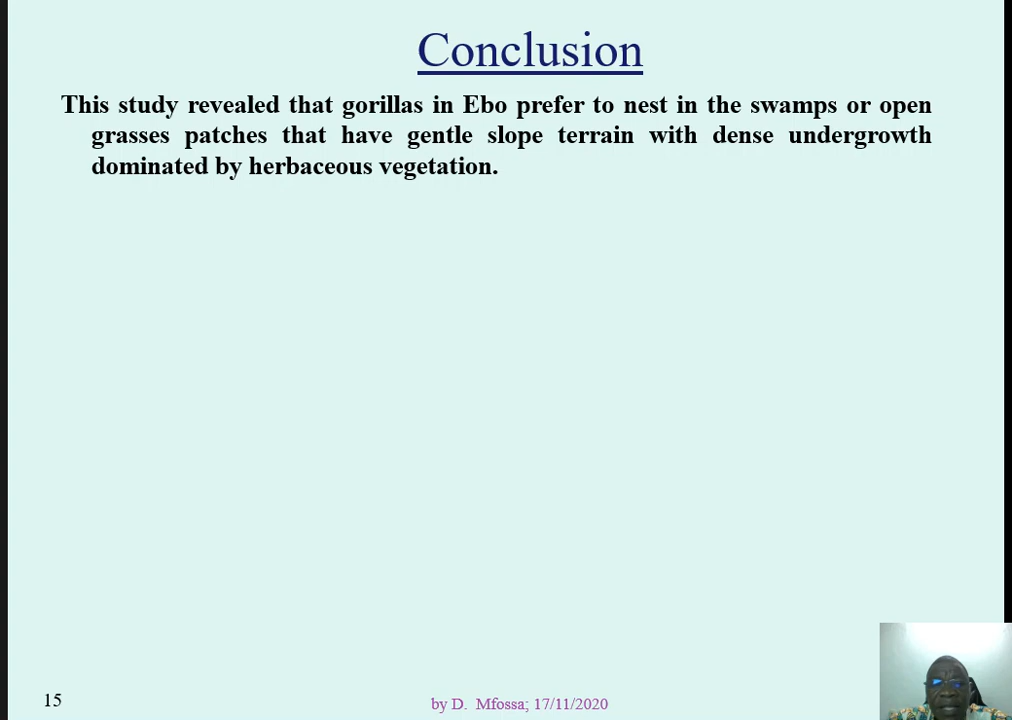 Conclusion
This study revealed that gorillas in Ebo prefer to nest in the swamps or open
grasses patches that have gentle slope terrain with dense undergrowth
dominated by herbaceous vegetation.
15
by D. Mfossa; 17/11/2020